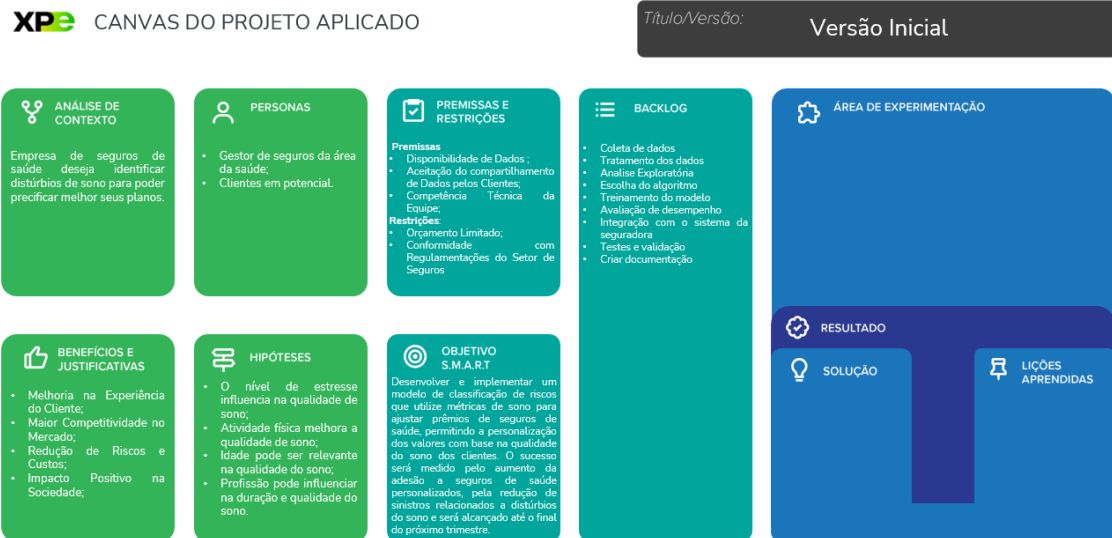 XPe CANVAS DO PROJETO APLICADO
Título/Versão:
Versão Inicial
ANÁLISE DE
CONTEXTO
Empresa de seguros de
saúde deseja identificar
distúrbios de sono para poder
precificar melhor seus planos.
PERSONAS
• Gestor de seguros da área
da saúde;
• Clientes em potencial.
PREMISSAS E
RESTRIÇÕES
Premissas
• Disponibilidade de Dados ;
• Aceitação do compartilhamento
de Dados pelos Clientes;
• Competência Técnica da
Equipe;
Restrições:
• Orçamento Limitado;
• Conformidade com
Regulamentações do Setor de
Seguros
BACKLOG
• Coleta de dados
• Tratamento dos dados
• Analise Exploratória
• Escolha do algoritmo
• Treinamento do modelo
• Avaliação de desempenho
• Integração com o sistema da
seguradora
• Testes e validação
• Criar documentação
ÁREA DE EXPERIMENTAÇÃO
BENEFÍCIOS E
JUSTIFICATIVAS
• Melhoria na Experiência
do Cliente;
• Maior Competitividade no
Mercado;
• Redução de Riscos e
Custos;
• Impacto Positivo na
Sociedade;
HIPÓTESES
• O nível de estresse
influencia na qualidade de
sono;
• Atividade física melhora a
qualidade de sono;
• Idade pode ser relevante
na qualidade do sono;
• Profissão pode influenciar
na duração e qualidade do
sono.
OBJETIVO
S.M.A.R.T
Desenvolver e implementar um
modelo de classificação de riscos
que utilize métricas de sono para
ajustar prêmios de seguros de
saúde, permitindo a personalização
dos valores com base na qualidade
do sono dos clientes. O sucesso
será medido pelo aumento da
adesão a seguros de saúde
personalizados, pela redução de
sinistros relacionados a distúrbios
do sono e será alcançado até o final
do próximo trimestre.
RESULTADO
SOLUÇÃO
LIÇÕES
APRENDIDAS